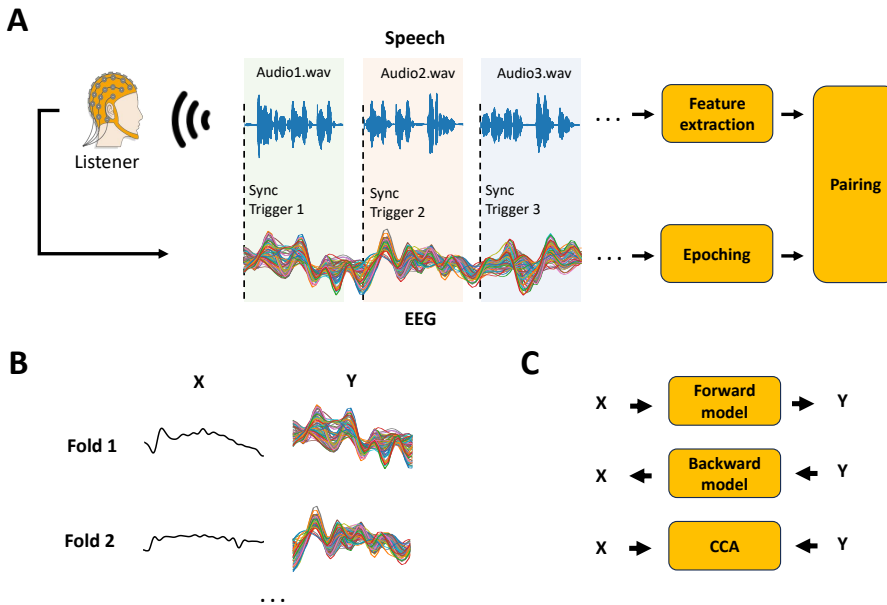 A
Speech
Audio1.wav
Audio2.wav
Audio3.wav
Listener
Sync
Trigger 1
Sync
Trigger 2
Sync
Trigger 3
. . .
Feature
extraction
Pairing
. . .
Epoching
EEG
B
X
Y
Fold 1
Fold 2
. . .
C
X
Forward
model
Y
X
Backward
model
Y
X
CCA
Y